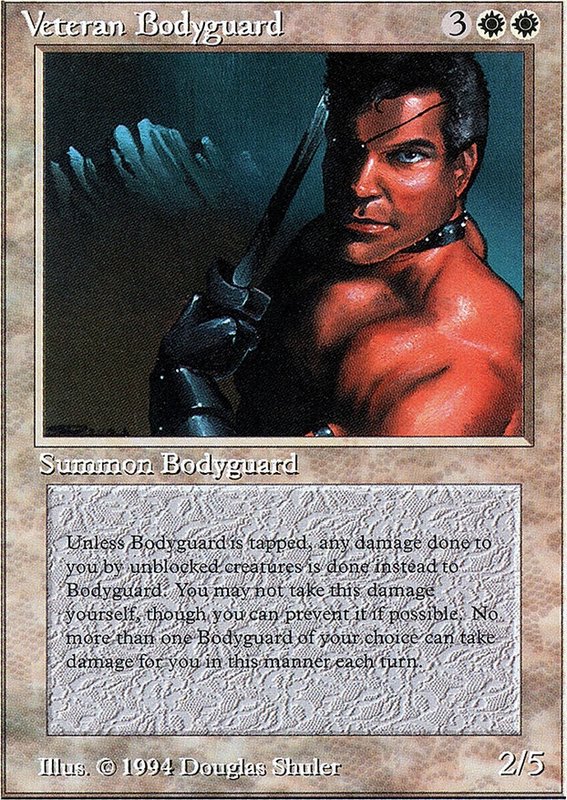 Veteran Bodyguard 3
Summon Bodyguard
Unless Bodyguard is tapped, any damage done to
you by unblocked creatures is done instead to
Bodyguard. You may not take this damage
yourself, though you can prevent it if possible. No
more than one Bodyguard of your choice can take
damage for you in this manner each turn.
Illus. © 1994 Douglas Shuler 2/5